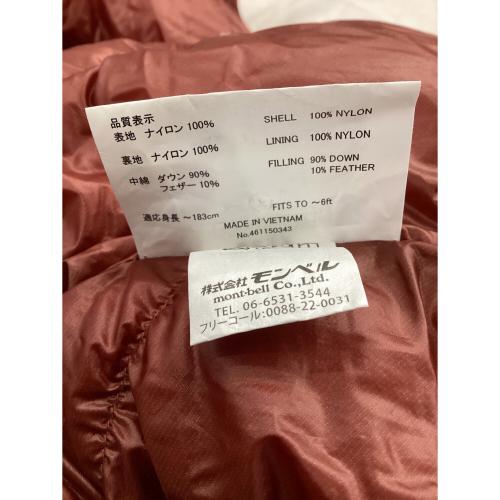 品質表示
表地 ナイロン 100%
裏地 ナイロン 100%
中綿 ダウン 90%
フェザー 10%
適応身長 ～183cm
SHELL 100% NYLON
LINING 100% NYLON
FILLING 90% DOWN
10% FEATHER
FITS TO ～6ft
MADE IN VIETNAM
No.461150343
株式会社 モンベル
mont-bell Co.,Ltd.
TEL. 06-6531-3544
フリーコール:0088-22-0031